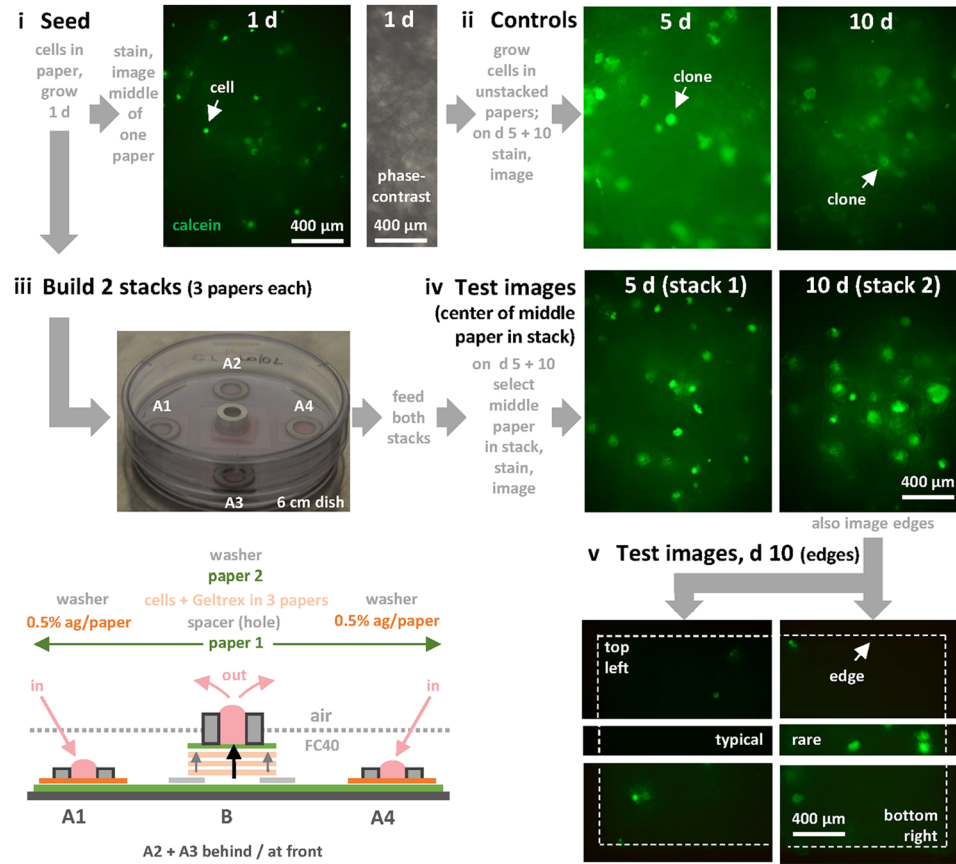 i Seed
cells in
paper,
grow
1 d
stain,
image
middle
of
one
paper
1 d
cell
calcein
400 µm
1 d
phase-
contrast
400 µm
ii Controls
grow
cells in
unstacked
papers;
on d 5 + 10
stain,
image
5 d
clone
10 d
clone
iii Build 2 stacks (3 papers each)
A2
A1
A4
A3
6 cm dish
feed
both
stacks
iv Test images
(center of middle
paper in stack)
on d 5 + 10
select
middle
paper
in stack,
stain,
image
5 d (stack 1)
10 d (stack 2)
400 µm
also image edges
v Test images, d 10 (edges)
top
left
edge
typical
rare
400 µm
bottom
right
washer
paper 2
washer
cells + Geltrex in 3 papers
washer
0.5% ag/paper
spacer (hole)
0.5% ag/paper
paper 1
in
out
in
air
FC40
A1
B
A4
A2 + A3 behind / at front